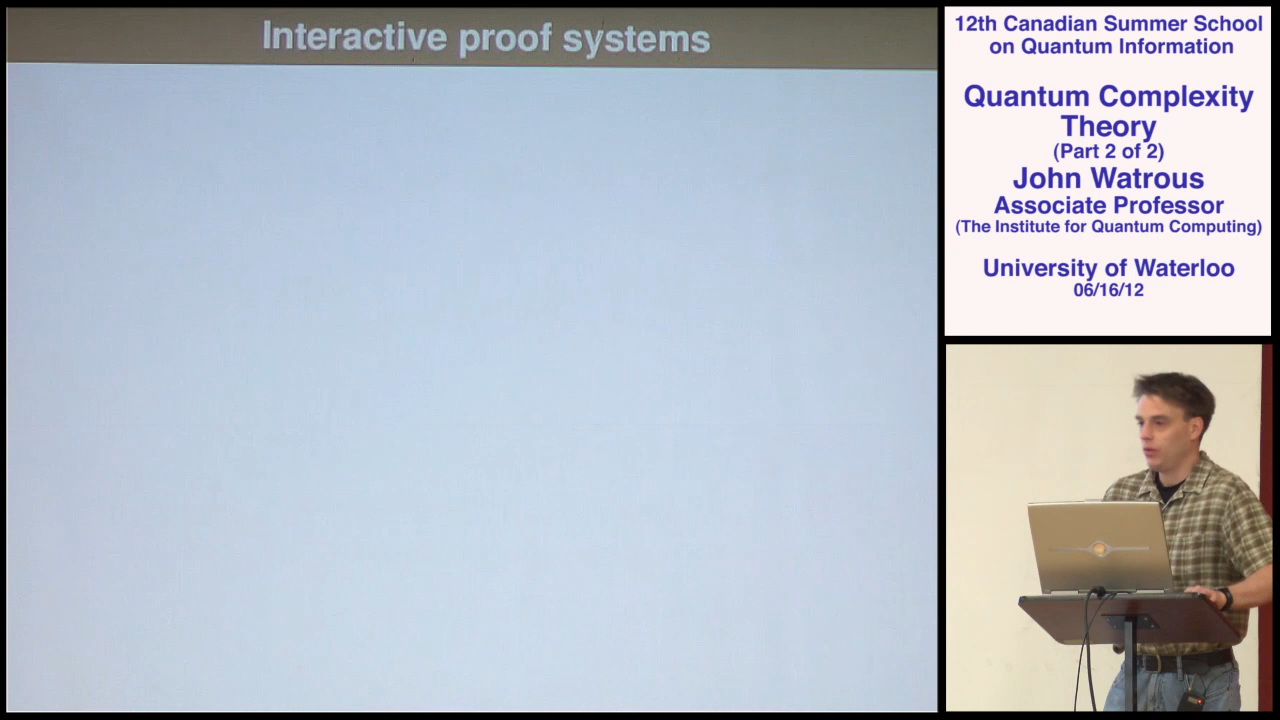 Interactive proof systems
12th Canadian Summer School
on Quantum Information
Quantum Complexity
Theory
(Part 2 of 2)
John Watrous
Associate Professor
(The Institute for Quantum Computing)
University of Waterloo
06/16/12